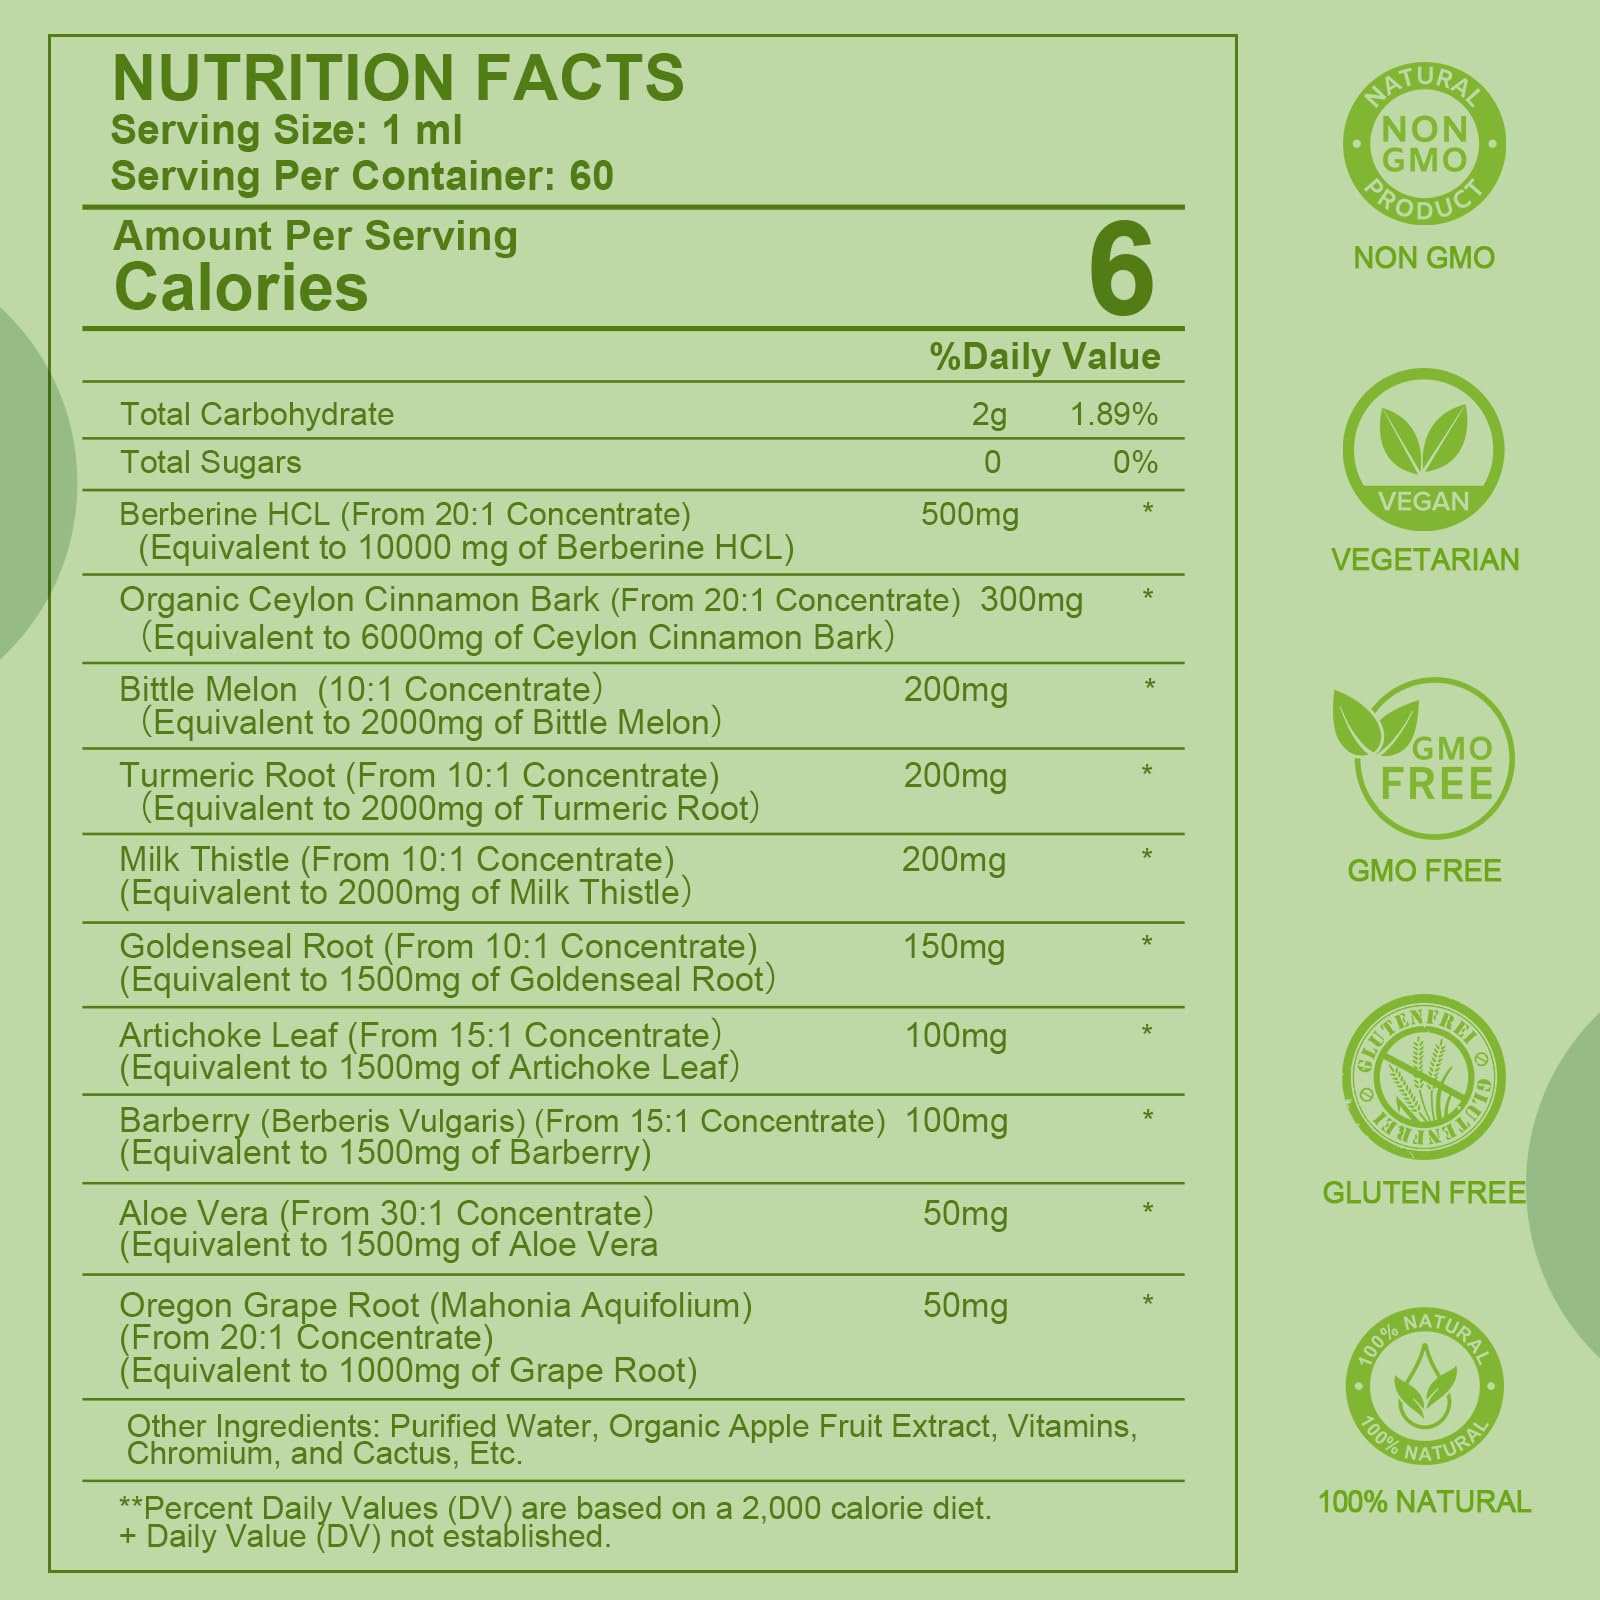 NUTRITION FACTS
Serving Size: 1 ml
Serving Per Container: 60
Amount Per Serving
Calories 6
%Daily Value
Total Carbohydrate 2g 1.89%
Total Sugars 0 0%
Berberine HCL (From 20:1 Concentrate) 500mg *
(Equivalent to 10000 mg of Berberine HCL)
Organic Ceylon Cinnamon Bark (From 20:1 Concentrate) 300mg *
(Equivalent to 6000mg of Ceylon Cinnamon Bark)
Bittle Melon (10:1 Concentrate) 200mg *
(Equivalent to 2000mg of Bittle Melon)
Turmeric Root (From 10:1 Concentrate) 200mg *
(Equivalent to 2000mg of Turmeric Root)
Milk Thistle (From 10:1 Concentrate) 200mg *
(Equivalent to 2000mg of Milk Thistle)
Goldenseal Root (From 10:1 Concentrate) 150mg *
(Equivalent to 1500mg of Goldenseal Root)
Artichoke Leaf (From 15:1 Concentrate) 100mg *
(Equivalent to 1500mg of Artichoke Leaf)
Barberry (Berberis Vulgaris) (From 15:1 Concentrate) 100mg *
(Equivalent to 1500mg of Barberry)
Aloe Vera (From 30:1 Concentrate) 50mg *
(Equivalent to 1500mg of Aloe Vera
Oregon Grape Root (Mahonia Aquifolium) 50mg *
(From 20:1 Concentrate)
(Equivalent to 1000mg of Grape Root)
Other Ingredients: Purified Water, Organic Apple Fruit Extract, Vitamins,
Chromium, and Cactus, Etc.
**Percent Daily Values (DV) are based on a 2,000 calorie diet.
+ Daily Value (DV) not established.
NATURAL
NON
GMO
PRODUCT
NON GMO
VEGAN
VEGETARIAN
GMO
FREE
GMO FREE
GLUTENFREI
GLUTENFREI
GLUTENFREI
GLUTEN FREE
100% NATURAL
100% NATURAL
100% NATURAL